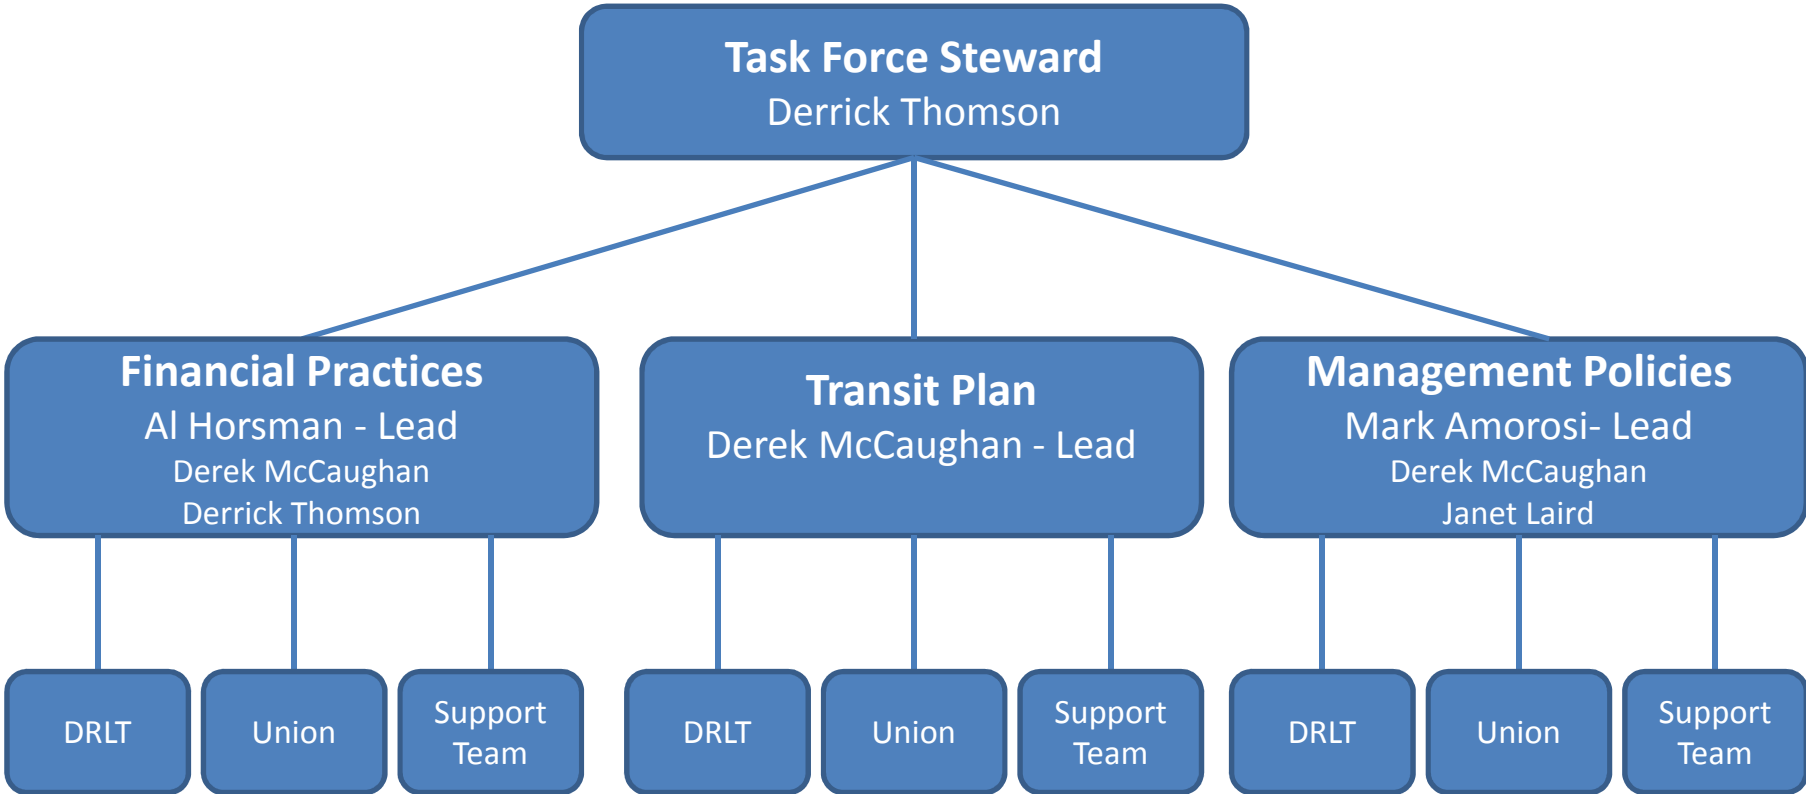 Task Force Steward
Derrick Thomson
Financial Practices
Al Horsman - Lead
Derek McCaughan
Derrick Thomson
Transit Plan
Derek McCaughan - Lead
Management Policies
Mark Amorosi- Lead
Derek McCaughan
Janet Laird
DRLT
Union
Support
Team
DRLT
Union
Support
Team
DRLT
Union
Support
Team